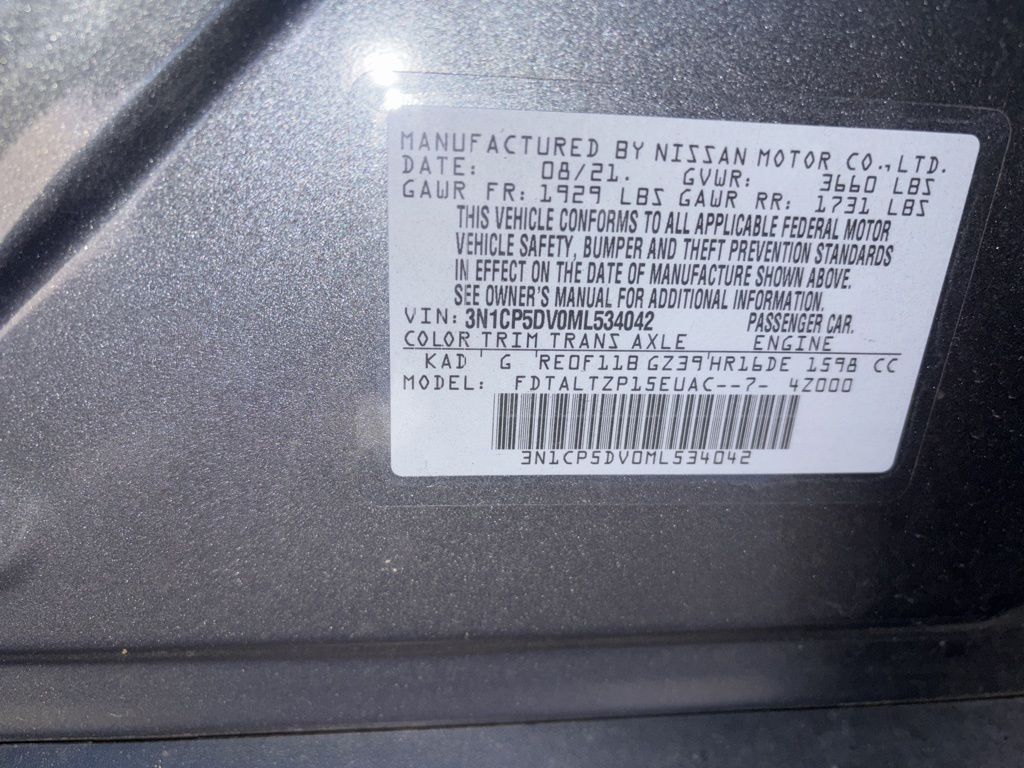 MANUFACTURED BY NISSAN MOTOR CO.,LTD.
DATE: 08/21. GVWR: 3660 LBS
GAWR FR: 1929 LBS GAWR RR: 1731 LBS
THIS VEHICLE CONFORMS TO ALL APPLICABLE FEDERAL MOTOR
VEHICLE SAFETY, BUMPER AND THEFT PREVENTION STANDARDS
IN EFFECT ON THE DATE OF MANUFACTURE SHOWN ABOVE.
SEE OWNER'S MANUAL FOR ADDITIONAL INFORMATION.
VIN: 3N1CP5DV0ML534042 PASSENGER CAR.
COLOR TRIM TRANS AXLE ENGINE
KAD G RE0F11B GZ39 HR16DE 1598 CC
MODEL: FDTALTZP15EUAC--7- 4Z000
3N1CP5DV0ML534042